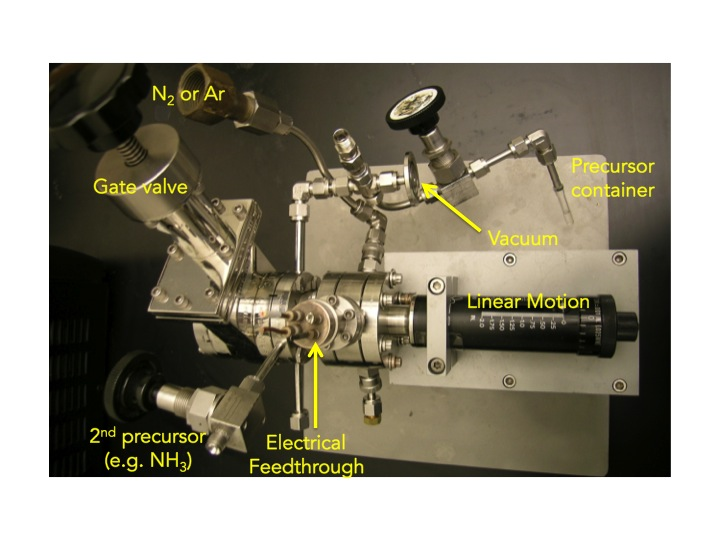 N2 or Ar
Gate valve
Precursor
container
Vacuum
Linear Motion
2nd precursor
(e.g. NH3)
Electrical
Feedthrough